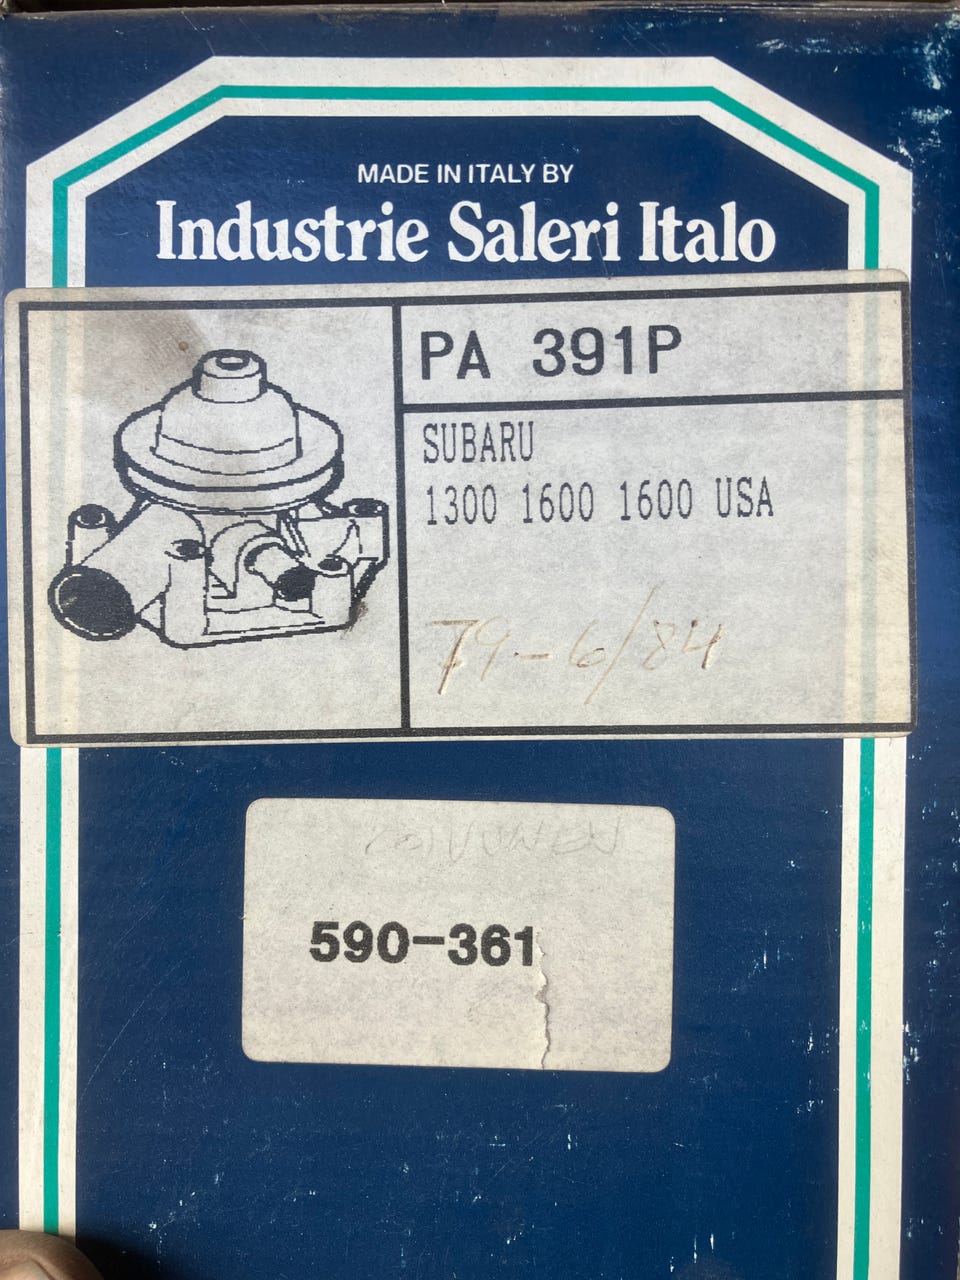 MADE IN ITALY BY
Industrie Saleri Italo
PA 391P
SUBARU
1300 1600 1600 USA
79-6/84
590-361